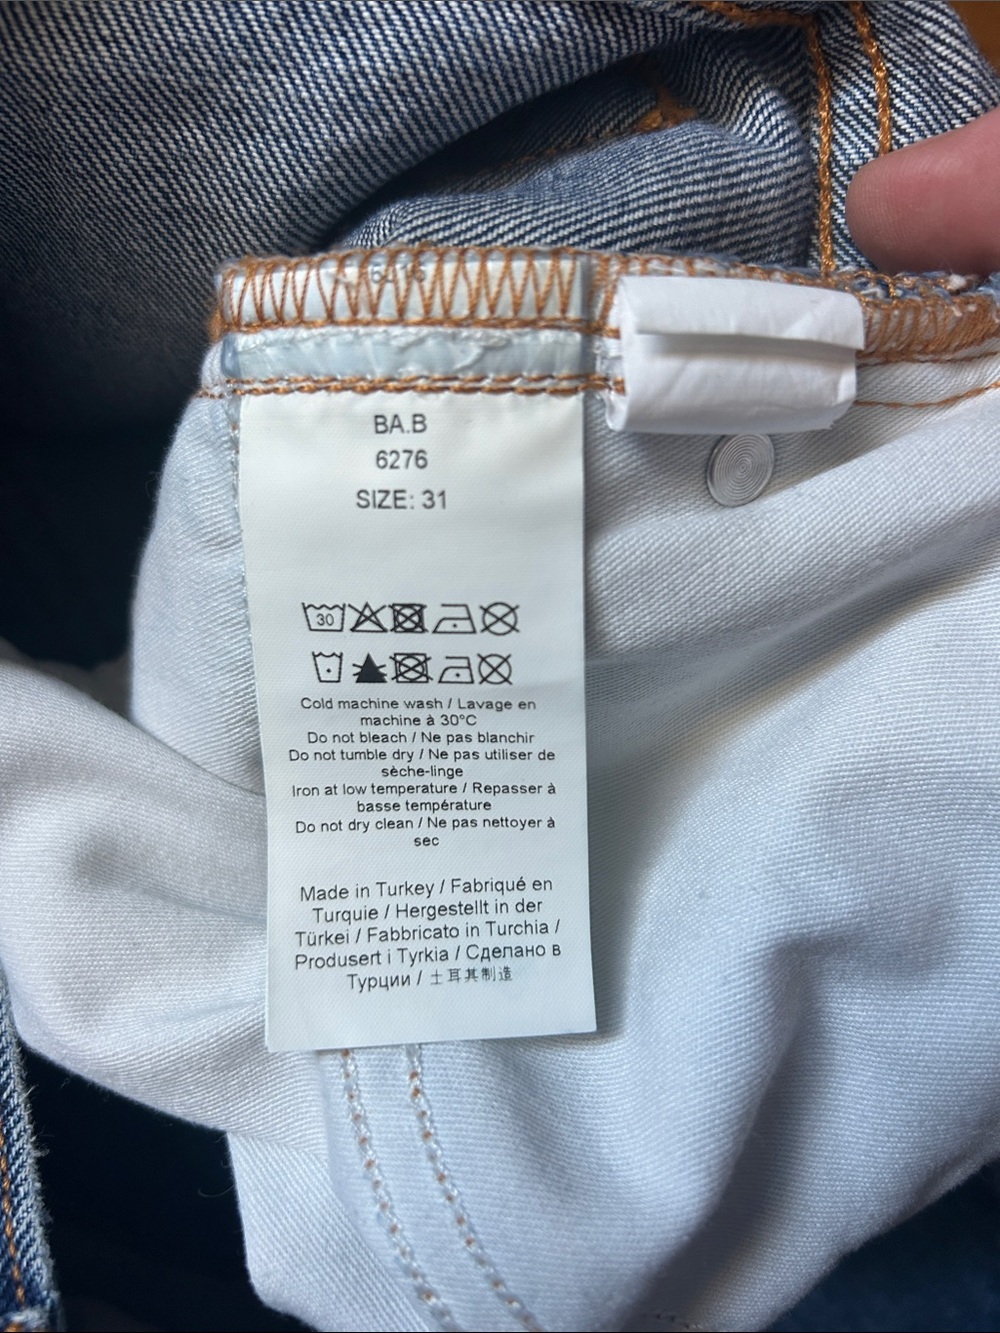 BA.B
6276
SIZE: 31
30
Cold machine wash / Lavage en
machine à 30°C
Do not bleach / Ne pas blanchir
Do not tumble dry / Ne pas utiliser de
sèche-linge
Iron at low temperature / Repasser à
basse température
Do not dry clean / Ne pas nettoyer à
sec
Made in Turkey / Fabriqué en
Turquie / Hergestellt in der
Türkei / Fabbricato in Turchia /
Produsert i Tyrkia / Сделано в
Турции / 土耳其制造